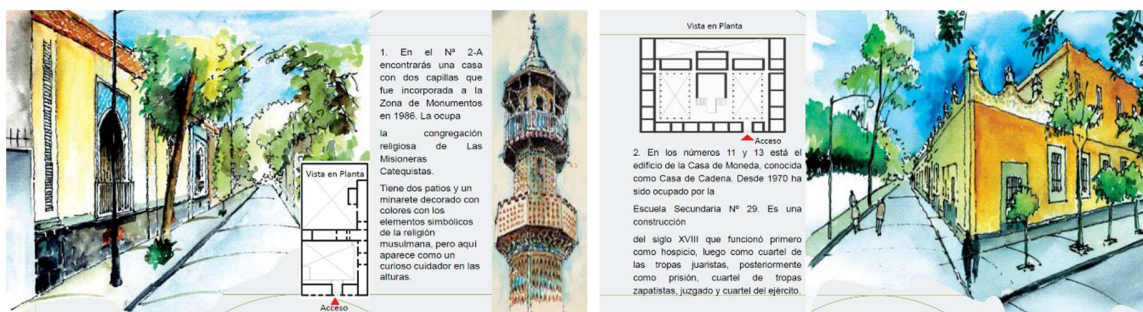 1. En el Nº 2-A
encontrarás una casa
con dos capillas que
fue incorporada a la
Zona de Monumentos
en 1986. La ocupa
la congregación
religiosa de Las
Misioneras
Catequistas.
Tiene dos patios y un
minarete decorado con
colores con los
elementos simbólicos
de la religión
musulmana, pero aquí
aparece como un
curioso cuidador en las
alturas.
Vista en Planta
Acceso
Vista en Planta
Acceso
2. En los números 11 y 13 está el
edificio de la Casa de Moneda, conocida
como Casa de Cadena. Desde 1970 ha
sido ocupado por la
Escuela Secundaria Nº 29. Es una
construcción
del siglo XVIII que funcionó primero
como hospicio, luego como cuartel de
las tropas juaristas, posteriormente
como prisión, cuartel de tropas
zapatistas, juzgado y cuartel del ejército.